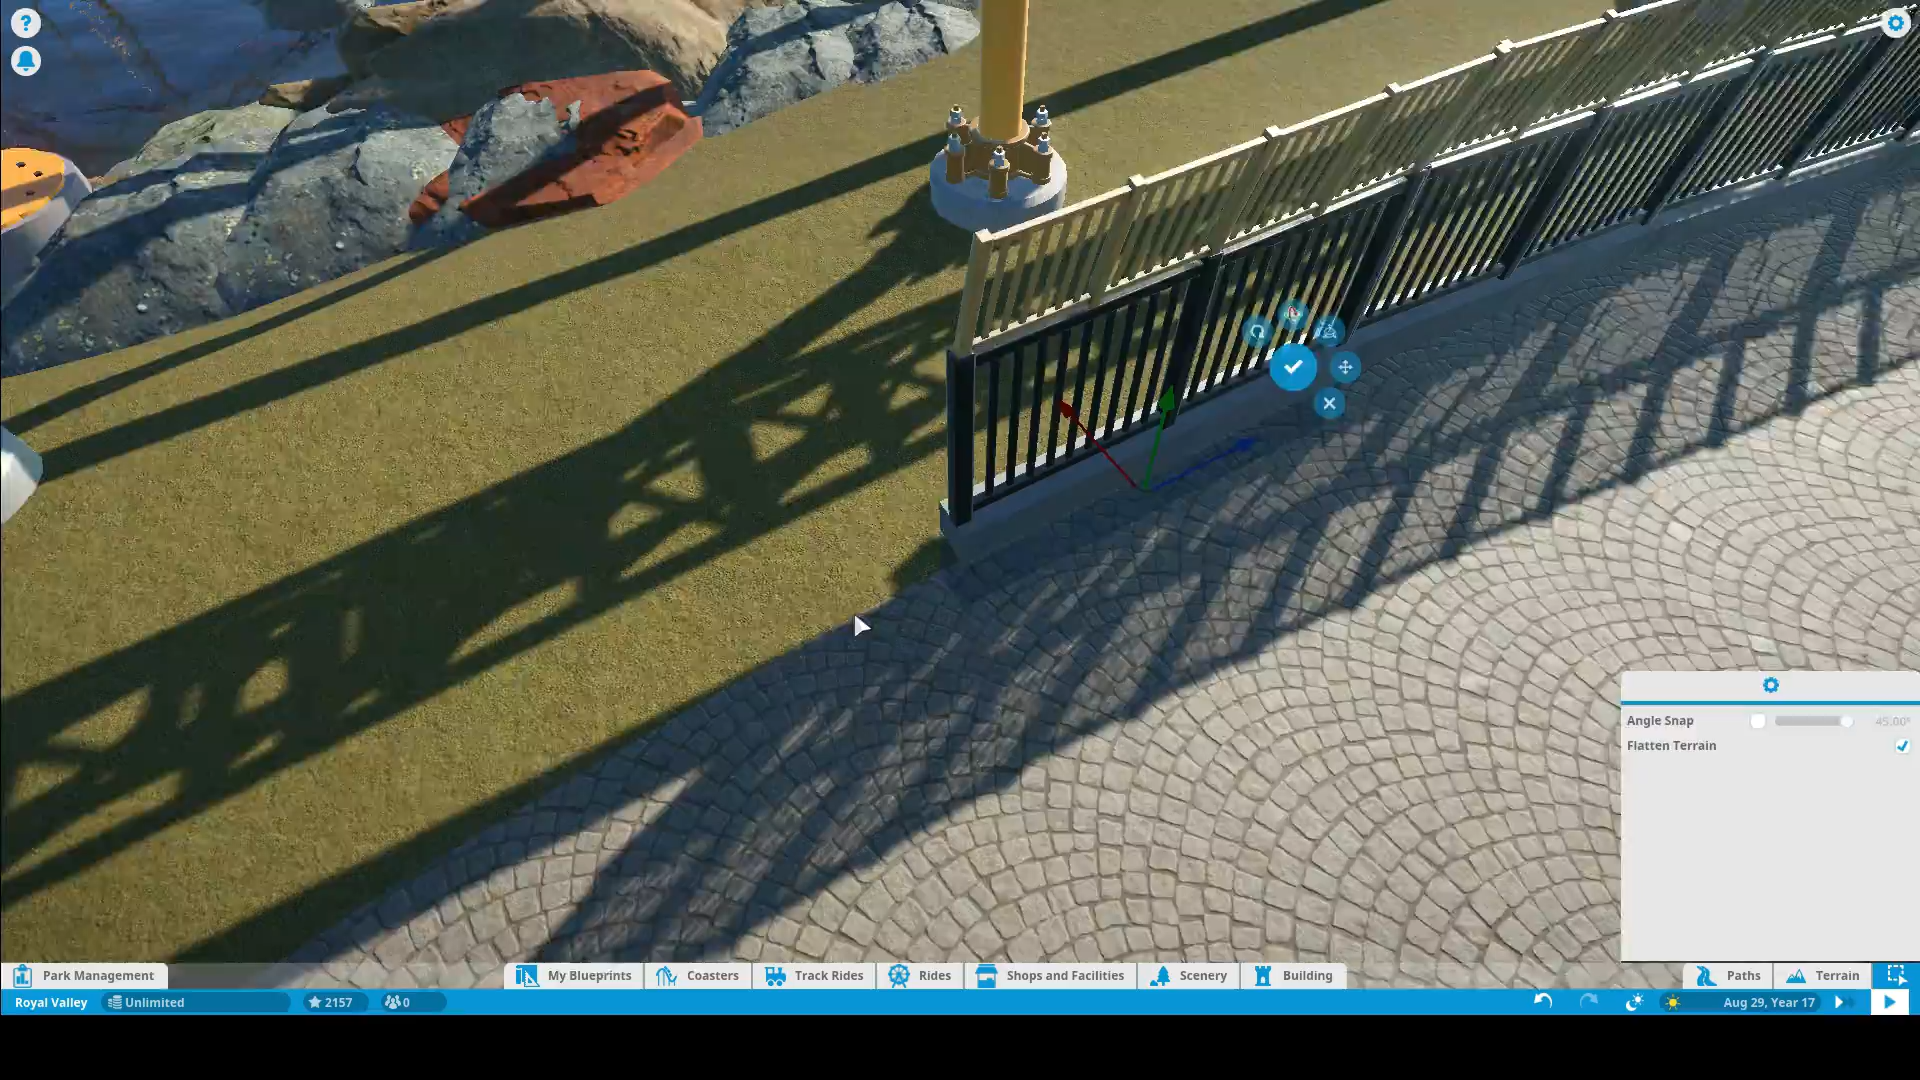 ?
Angle Snap 45.00°
Flatten Terrain
Park Management
My Blueprints
Coasters
Track Rides
Rides
Shops and Facilities
Scenery
Building
Paths
Terrain
Royal Valley
Unlimited
2157
0
Aug 29, Year 17